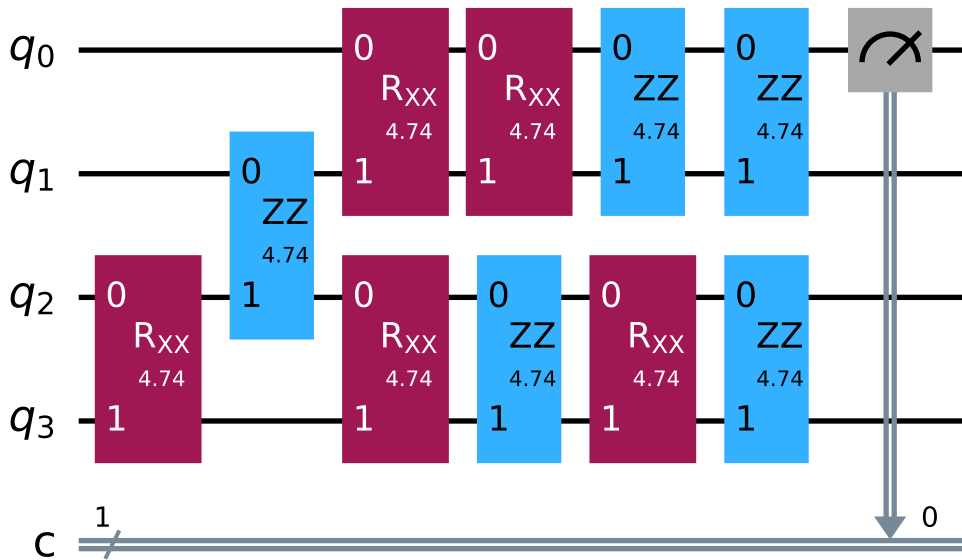 q0 0 0 0 0
RXX RXX ZZ ZZ
4.74 4.74 4.74 4.74
q1 0 1 1 1 1
ZZ
4.74
q2 0 1 0 0 0 0
RXX RXX ZZ RXX ZZ
4.74 4.74 4.74 4.74 4.74
q3 1 1 1 1 1
1 0
c